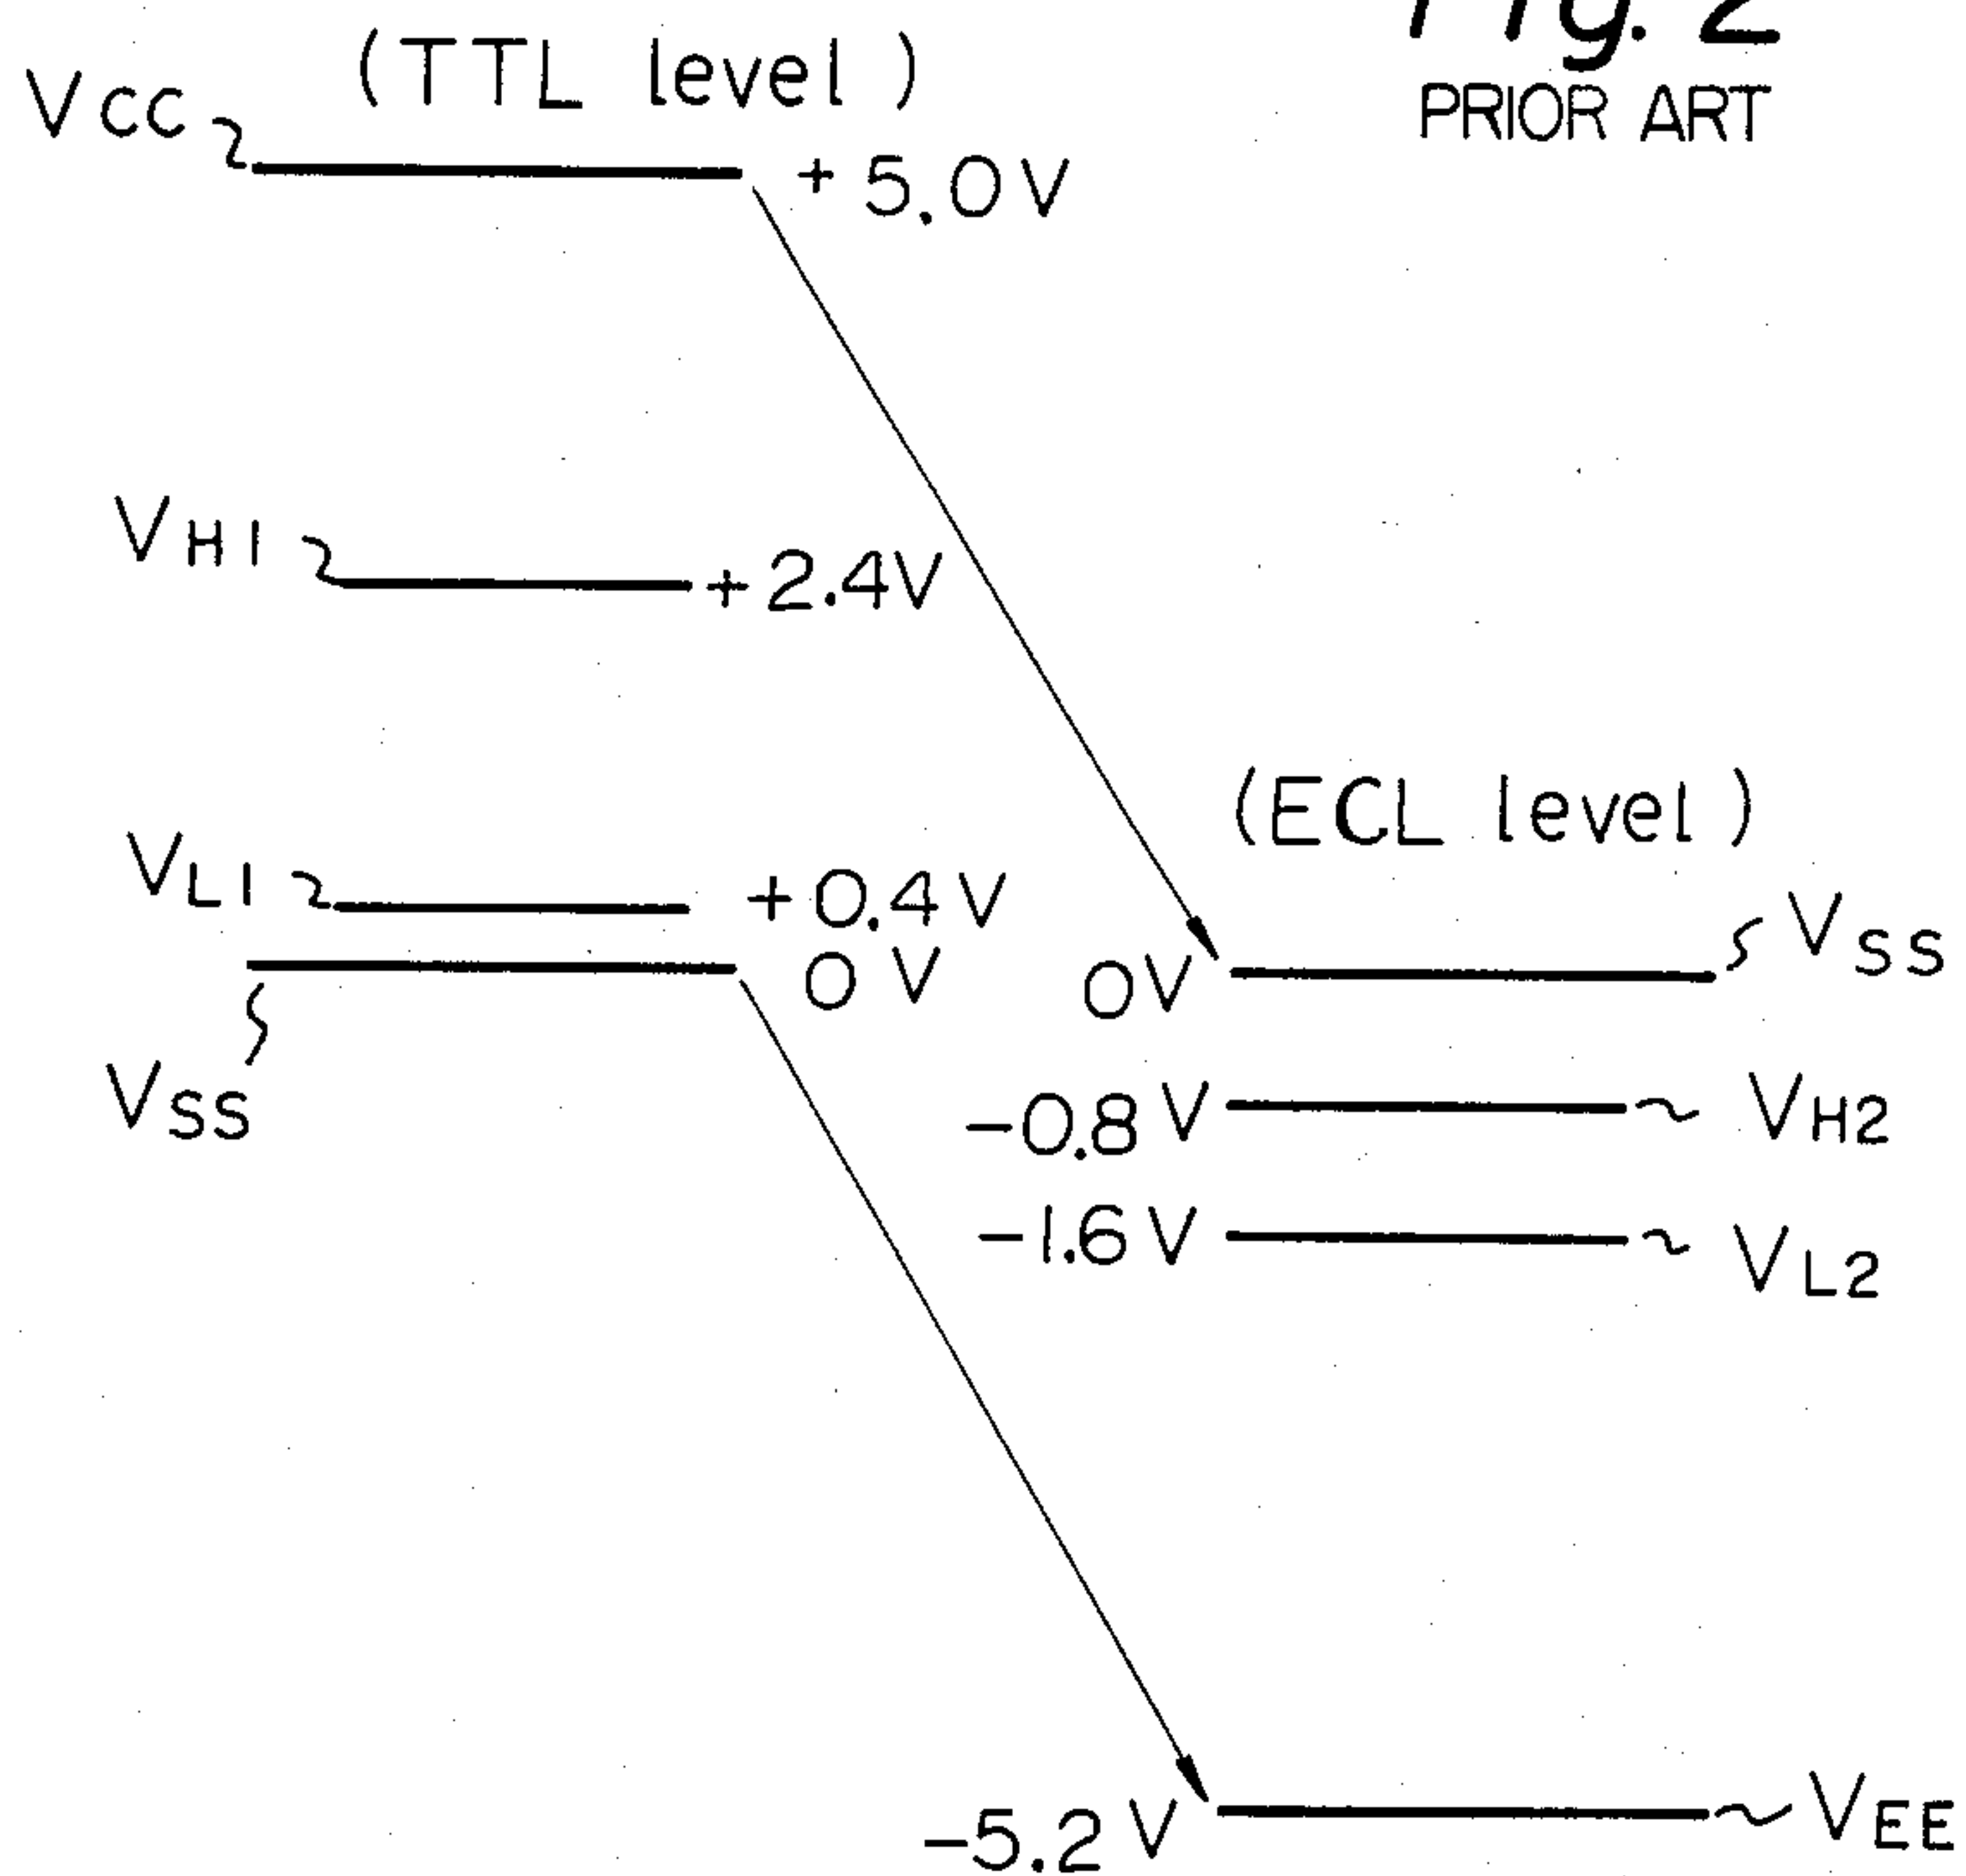 Fig. 2
PRIOR ART
(TTL level)
VCC
+5.0V
VH1
+2.4V
VL1
+0.4V
0V
VSS
(ECL level)
0V
VSS
-0.8V
VH2
-1.6V
VL2
-5.2V
VEE